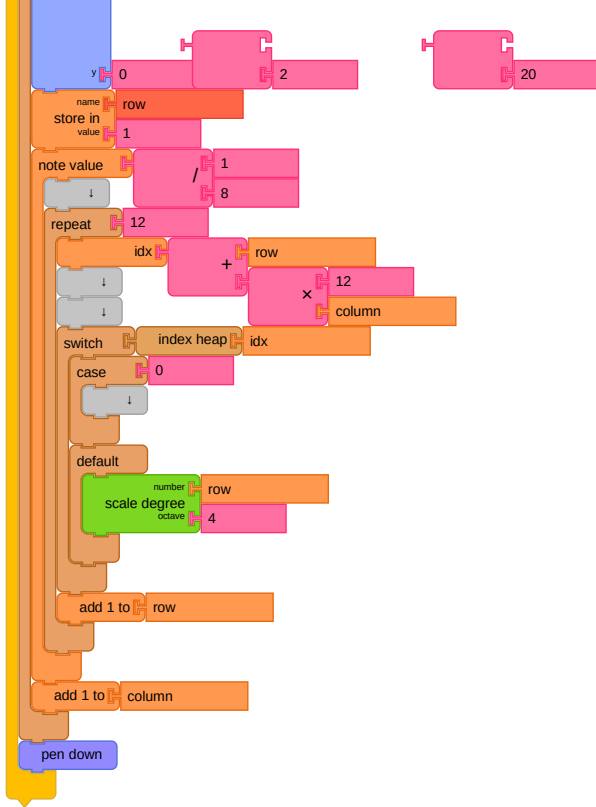 y 0 2 20
name row
store in
value 1
note value / 1
8
↓
repeat 12
idx + row
↓ × 12
↓ column
switch index heap idx
case 0
↓
default
number row
scale degree
octave 4
add 1 to row
add 1 to column
pen down